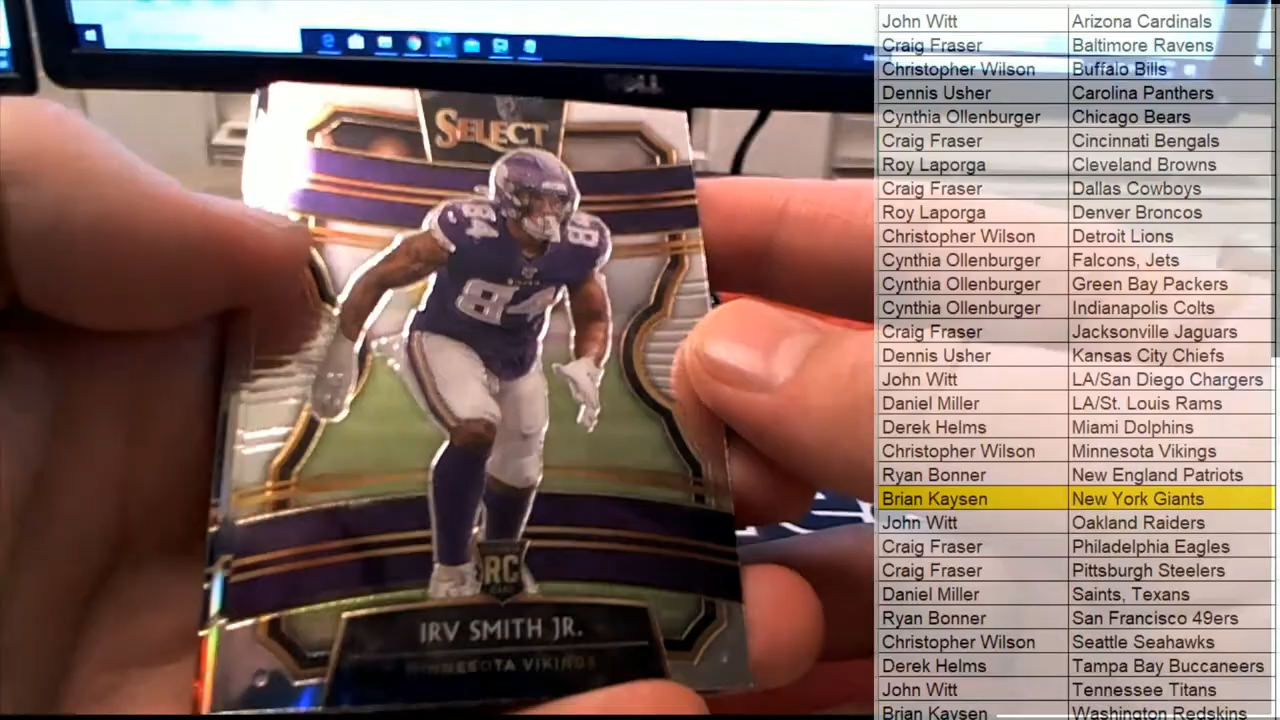 SELECT
84
84
84
RC
IRV SMITH JR.
MINNESOTA VIKINGS
DELL
John Witt Arizona Cardinals
Craig Fraser Baltimore Ravens
Christopher Wilson Buffalo Bills
Dennis Usher Carolina Panthers
Cynthia Ollenburger Chicago Bears
Craig Fraser Cincinnati Bengals
Roy Laporga Cleveland Browns
Craig Fraser Dallas Cowboys
Roy Laporga Denver Broncos
Christopher Wilson Detroit Lions
Cynthia Ollenburger Falcons, Jets
Cynthia Ollenburger Green Bay Packers
Cynthia Ollenburger Indianapolis Colts
Craig Fraser Jacksonville Jaguars
Dennis Usher Kansas City Chiefs
John Witt LA/San Diego Chargers
Daniel Miller LA/St. Louis Rams
Derek Helms Miami Dolphins
Christopher Wilson Minnesota Vikings
Ryan Bonner New England Patriots
Brian Kaysen New York Giants
John Witt Oakland Raiders
Craig Fraser Philadelphia Eagles
Craig Fraser Pittsburgh Steelers
Daniel Miller Saints, Texans
Ryan Bonner San Francisco 49ers
Christopher Wilson Seattle Seahawks
Derek Helms Tampa Bay Buccaneers
John Witt Tennessee Titans
Brian Kaysen Washington Redskins